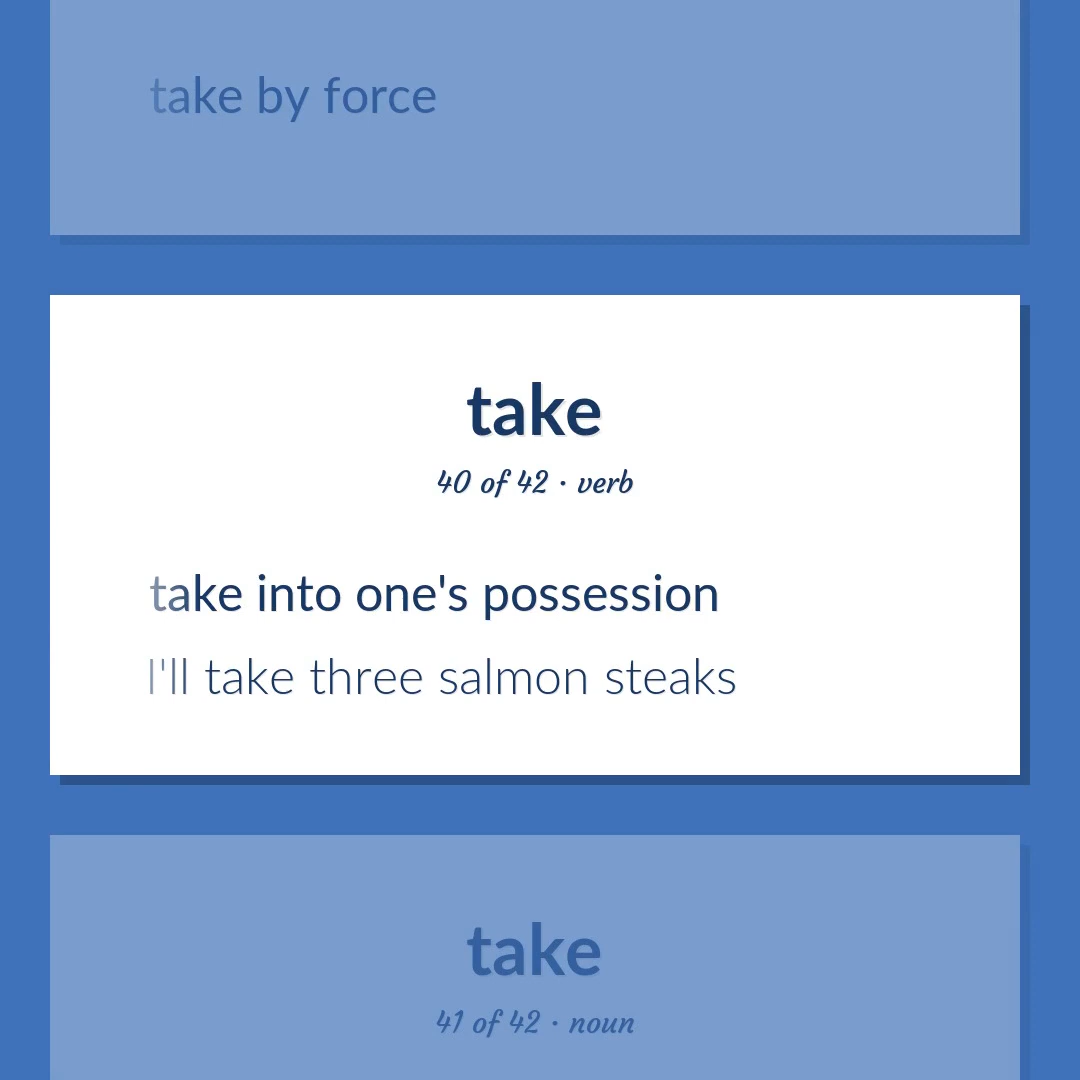 take by force
take
40 of 42 · verb
take into one's possession
I'll take three salmon steaks
take
41 of 42 · noun